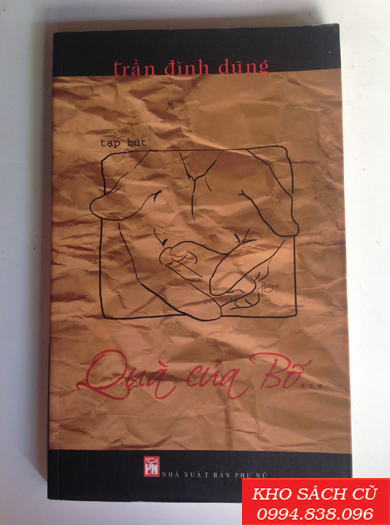 trần đình dũng
tạp bút
Quà của Bố...
PN
NHÀ XUẤT BẢN PHỤ NỮ
KHO SÁCH CŨ
0994.838.096